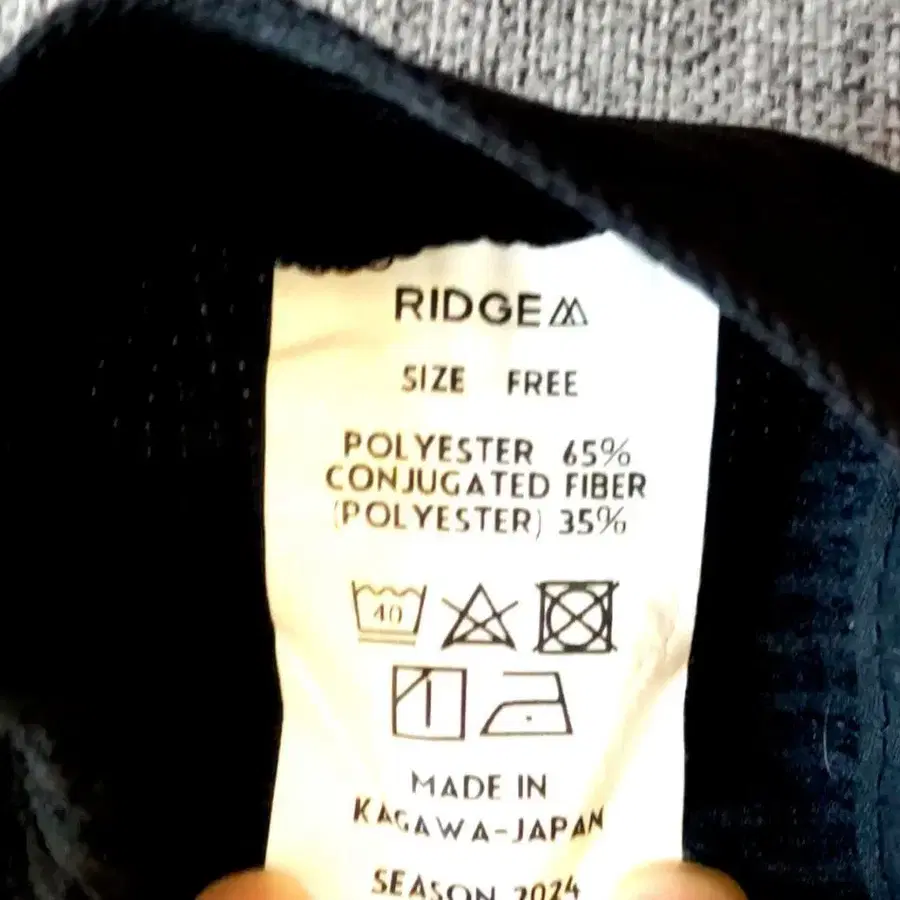 RIDGE
SIZE FREE
POLYESTER 65%
CONJUGATED FIBER
(POLYESTER) 35%
40
MADE IN
KAGAWA-JAPAN
SEASON 2024